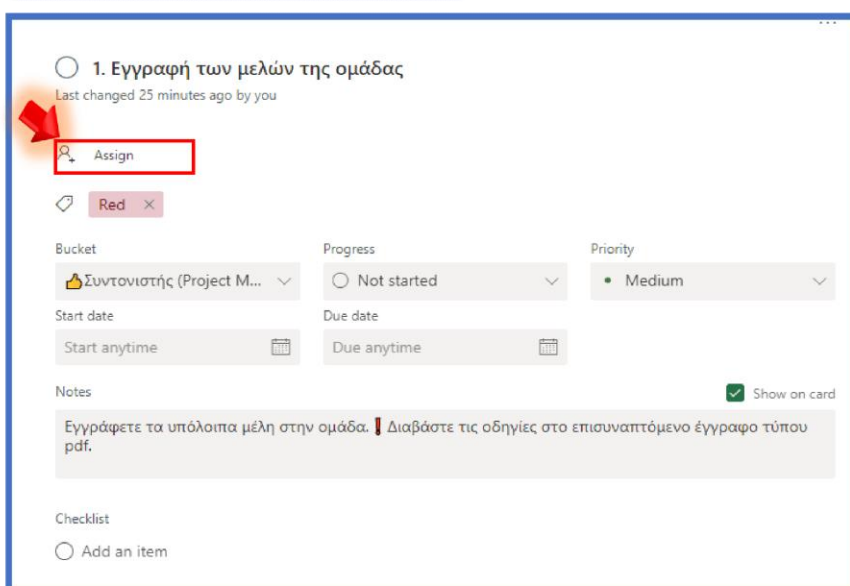 1. Εγγραφή των μελών της ομάδας
Last changed 25 minutes ago by you
Assign
Red
Bucket Progress Priority
Συντονιστής (Project M... Not started Medium
Start date Due date
Start anytime Due anytime
Notes Show on card
Εγγράφετε τα υπόλοιπα μέλη στην ομάδα.❗Διαβάστε τις οδηγίες στο επισυναπτόμενο έγγραφο τύπου
pdf.
Checklist
Add an item